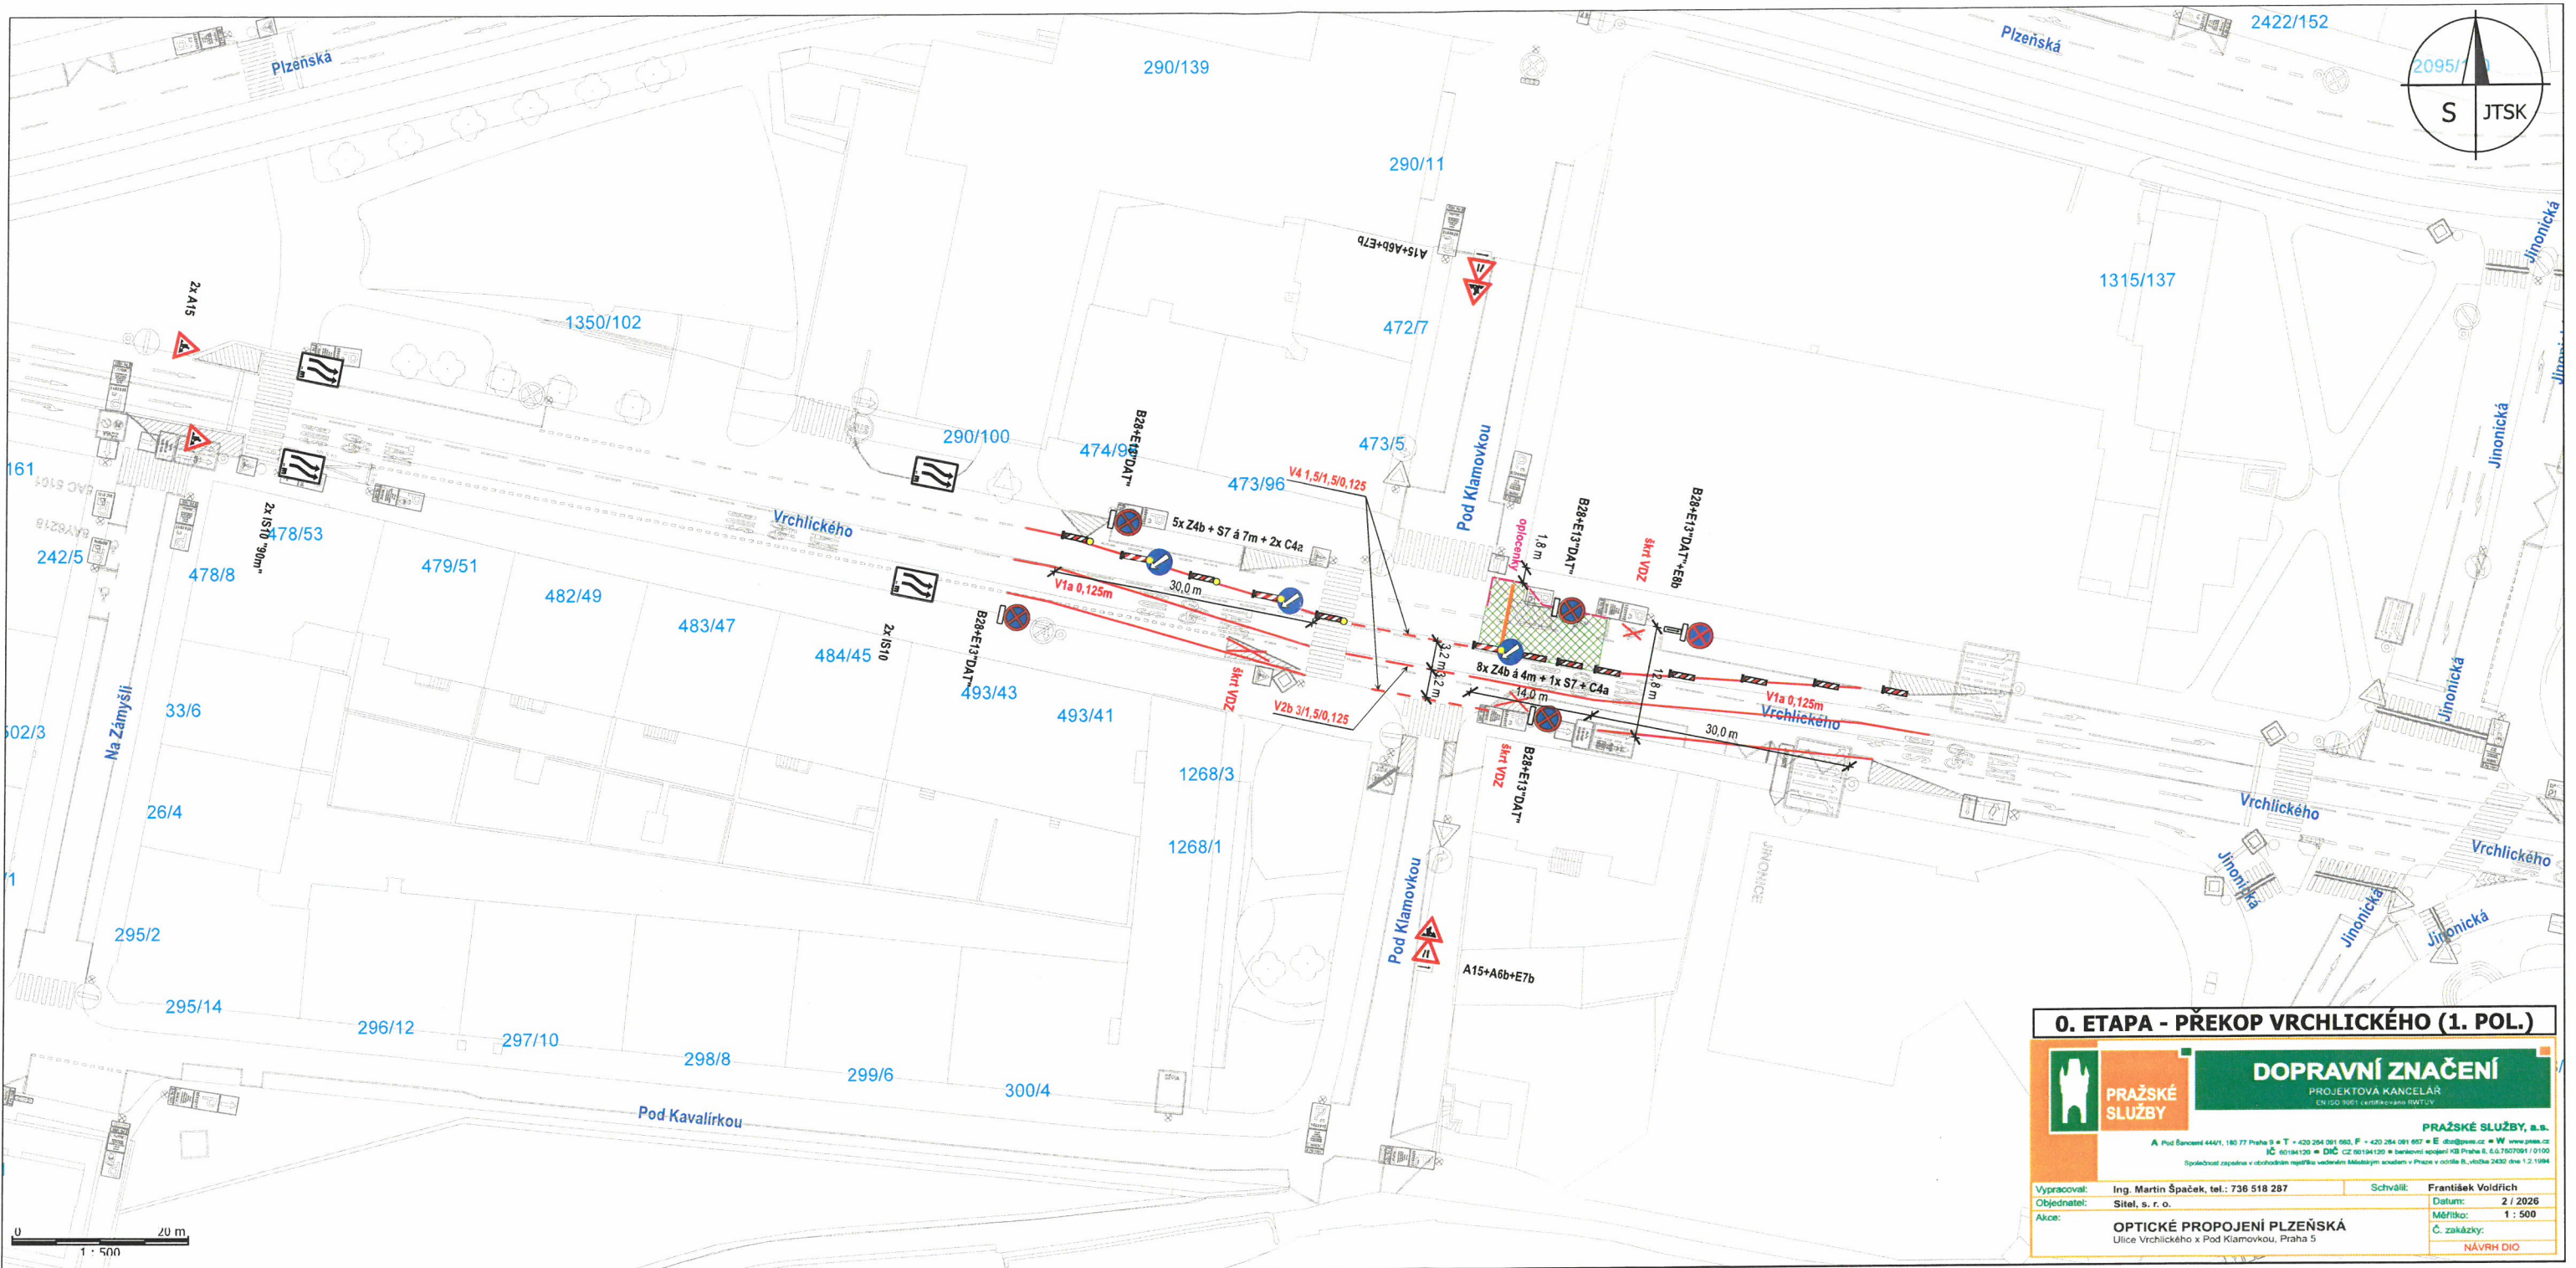 Plzeňská
Plzeňská
2422/152
2095/1
S JTSK
290/139
290/11
A15+A6b+E7b
Jinonická
1315/137
2x A15
1350/102
472/7
290/100
474/9
B28+E13"DAT"
473/96
473/5
V4 1,5/1,5/0,125
Pod Klamovkou
Jinonická
161
2x IS10 "90m"
478/53
Vrchlického
5x Z4b + S7 á 7m + 2x C4a
oplocenky
1,8 m
B28+E13"DAT"
škrt VDZ
B28+E13"DAT"+E8b
242/5
478/8
479/51
482/49
483/47
484/45
2x IS10
B28+E13"DAT"
V1a 0,125m
30,0 m
493/43
493/41
škrt VDZ
V2b 3/1,5/0,125
3,2 m
3,2 m
8x Z4b á 4m + 1x S7 + C4a
14,0 m
12,8 m
V1a 0,125m
Vrchlického
30,0 m
škrt VDZ
B28+E13"DAT"
Jinonická
502/3
Na Zámyšli
33/6
26/4
1268/3
1268/1
Vrchlického
Vrchlického
Jinonická
Jinonická
Jinonická
JINONICE
/1
295/2
Pod Klamovkou
A15+A6b+E7b
295/14
296/12
297/10
298/8
299/6
300/4
Pod Kavalírkou
0 20 m
1 : 500
0. ETAPA - PŘEKOP VRCHLICKÉHO (1. POL.)
PRAŽSKÉ
SLUŽBY
DOPRAVNÍ ZNAČENÍ
PROJEKTOVÁ KANCELÁŘ
EN ISO 9001 certifikováno RWTUV
PRAŽSKÉ SLUŽBY, a.s.
Vypracoval: Ing. Martin Špaček, tel.: 736 518 287 Schválil: František Voldřich
Objednatel: Sitel, s. r. o. Datum: 2 / 2026
Akce: OPTICKÉ PROPOJENÍ PLZEŇSKÁ Měřítko: 1 : 500
Ulice Vrchlického x Pod Klamovkou, Praha 5 Č. zakázky:
NÁVRH DIO